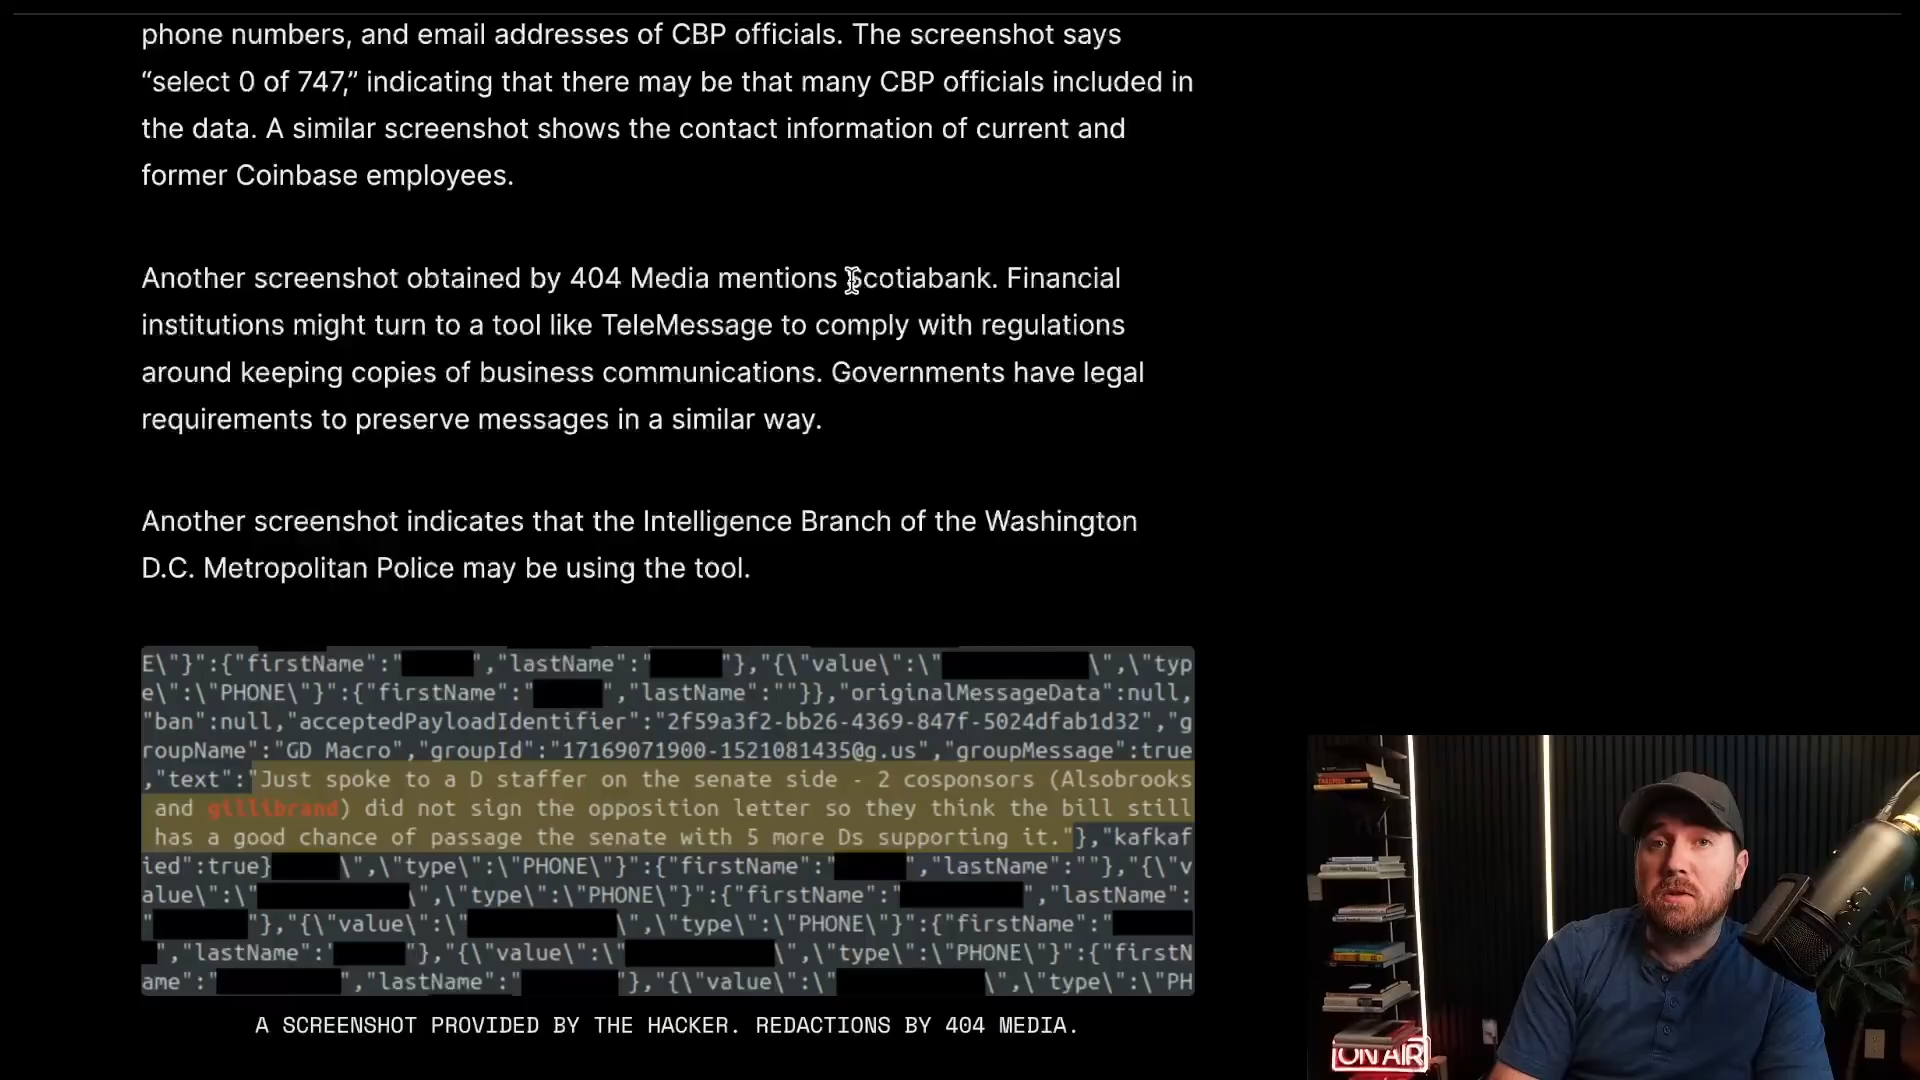 phone numbers, and email addresses of CBP officials. The screenshot says
“select 0 of 747,” indicating that there may be that many CBP officials included in
the data. A similar screenshot shows the contact information of current and
former Coinbase employees.
Another screenshot obtained by 404 Media mentions Scotiabank. Financial
institutions might turn to a tool like TeleMessage to comply with regulations
around keeping copies of business communications. Governments have legal
requirements to preserve messages in a similar way.
Another screenshot indicates that the Intelligence Branch of the Washington
D.C. Metropolitan Police may be using the tool.
E\"}":{"firstName":" ","lastName":" "},"{\"value\":\" \",\"typ
e\":\"PHONE\"}":{"firstName":" ","lastName":""}},"originalMessageData":null,
"ban":null,"acceptedPayloadIdentifier":"2f59a3f2-bb26-4369-847f-5024dfab1d32","g
roupName":"GD Macro","groupId":"17169071900-1521081435@g.us","groupMessage":true
,"text":"Just spoke to a D staffer on the senate side - 2 cosponsors (Alsobrooks
and gillibrand) did not sign the opposition letter so they think the bill still
has a good chance of passage the senate with 5 more Ds supporting it."},"kafkaf
ied":true} \",\"type\":\"PHONE\"}":{"firstName":" ","lastName":""},"{\"v
alue\":\" ",\"type\":\"PHONE\"}":{"firstName":" ","lastName":
" "},"{\"value\":\" \",\"type\":\"PHONE\"}":{"firstName":"
","lastName":" "},"{\"value\":\" \",\"type\":\"PHONE\"}":{"firstN
ame":" ","lastName":" "},"{\"value\":\" \",\"type\":\"PH
A SCREENSHOT PROVIDED BY THE HACKER. REDACTIONS BY 404 MEDIA.
ON AIR